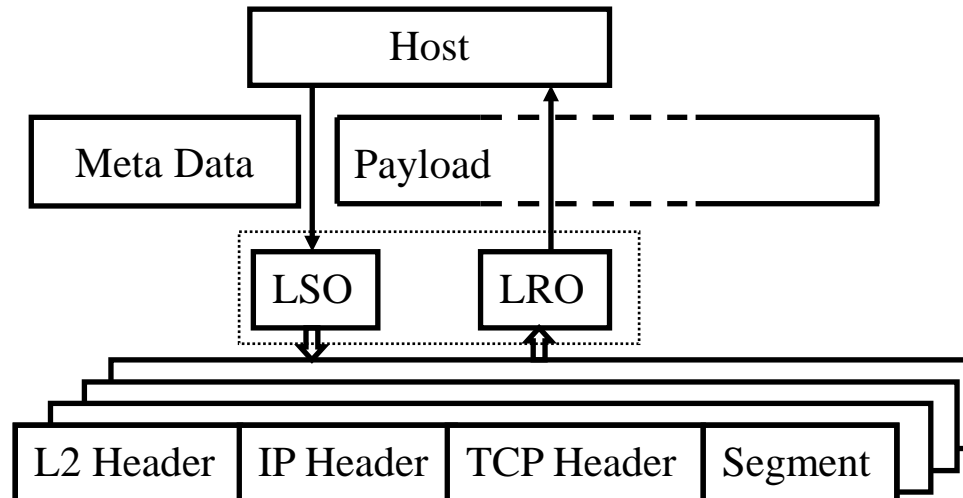 Host
Meta Data
Payload
LSO
LRO
L2 Header
IP Header
TCP Header
Segment